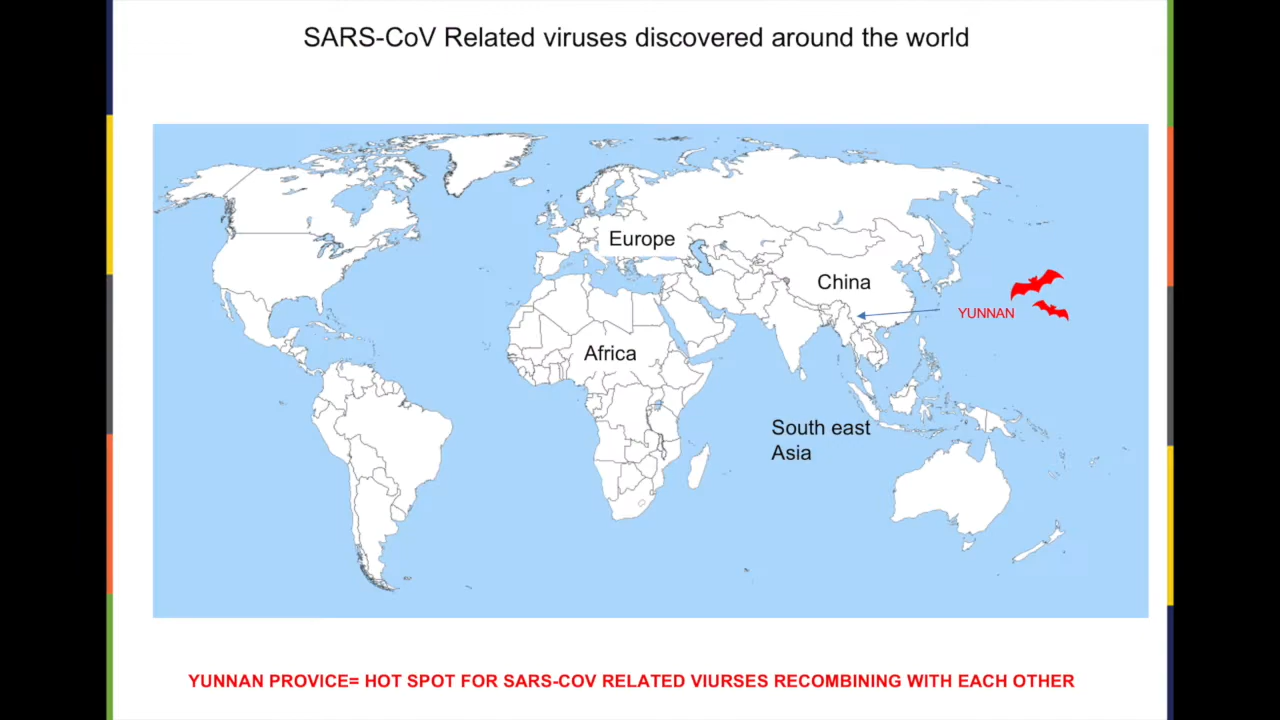 SARS-CoV Related viruses discovered around the world
Europe
China
YUNNAN
Africa
South east
Asia
YUNNAN PROVICE= HOT SPOT FOR SARS-COV RELATED VIURSES RECOMBINING WITH EACH OTHER